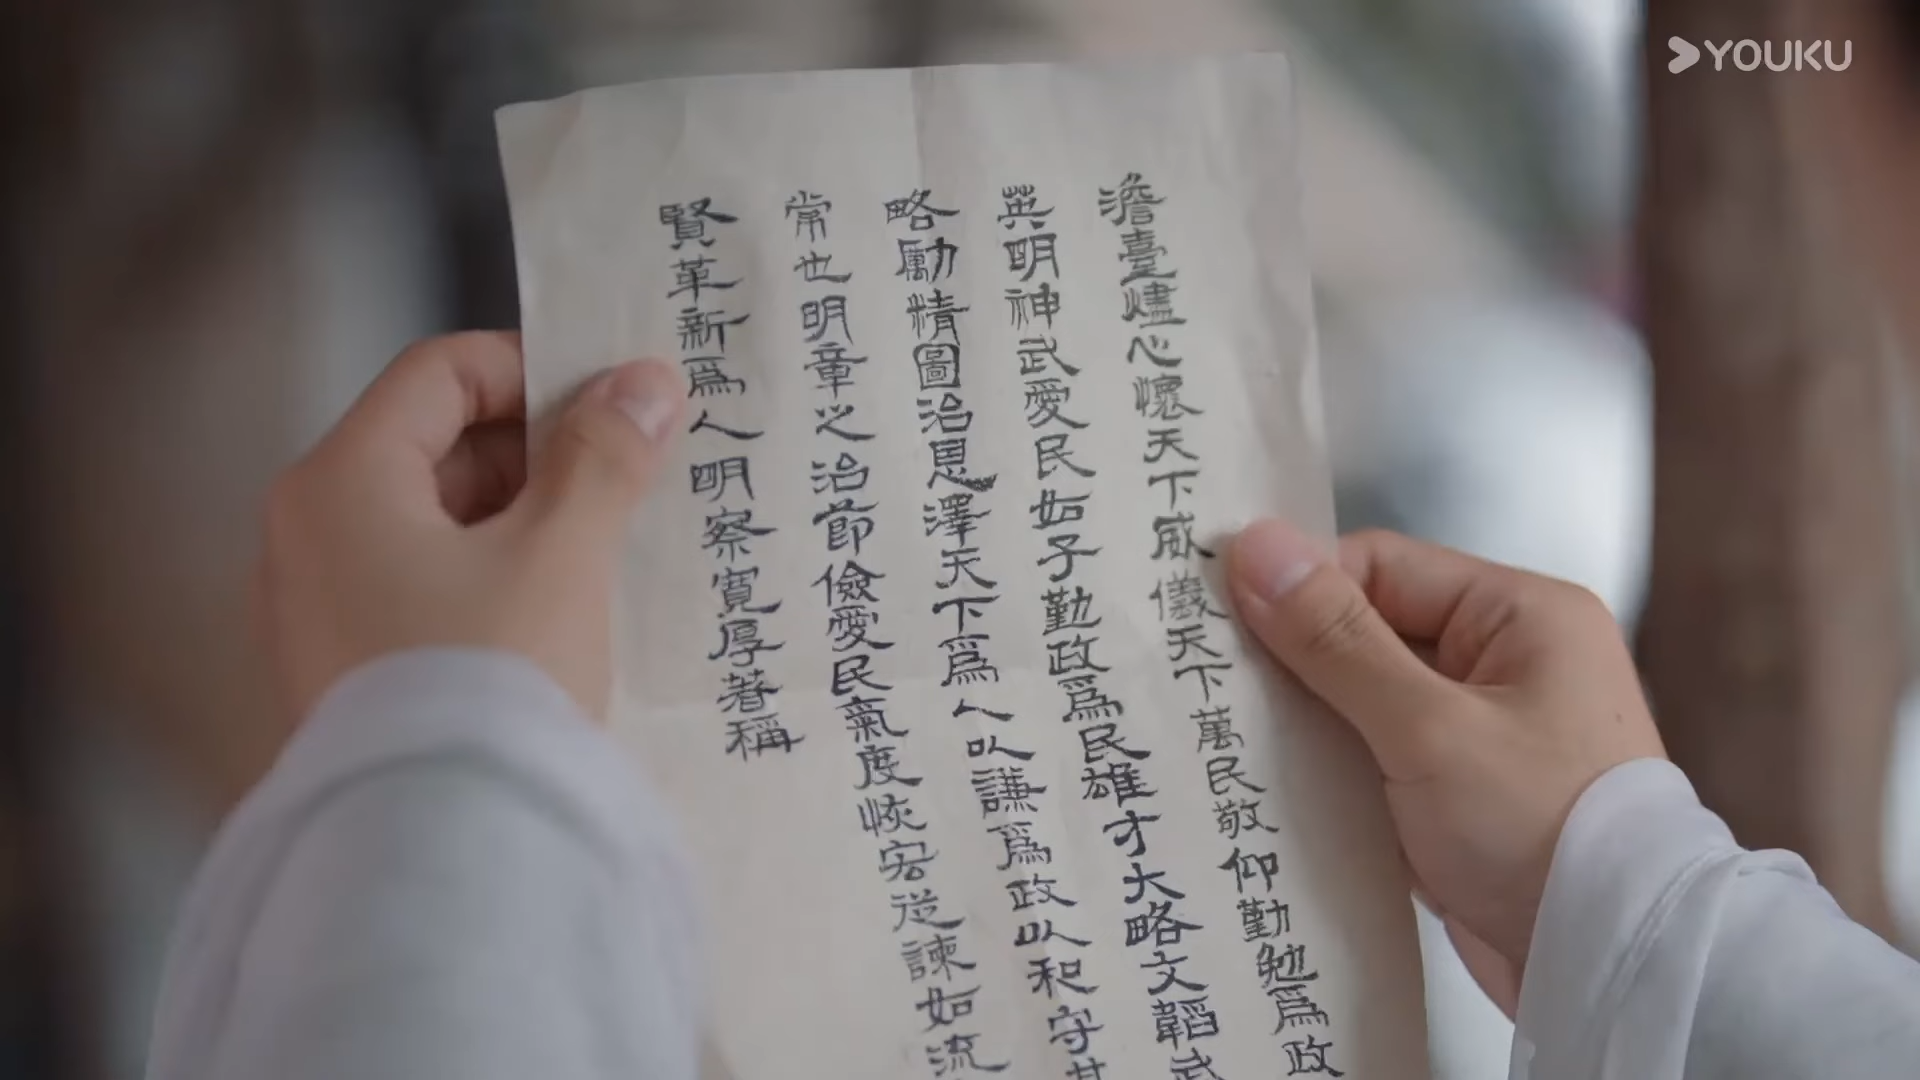 YOUKU
澹臺燼心懷天下威儀天下萬民敬仰勤勉爲政
英明神武愛民如子勤政爲民雄才大略文韜武
略勵精圖治恩澤天下爲人以謙爲政以和守其
常也明章之治節儉愛民氣度恢宏從諫如流
賢革新爲人明察寬厚著稱